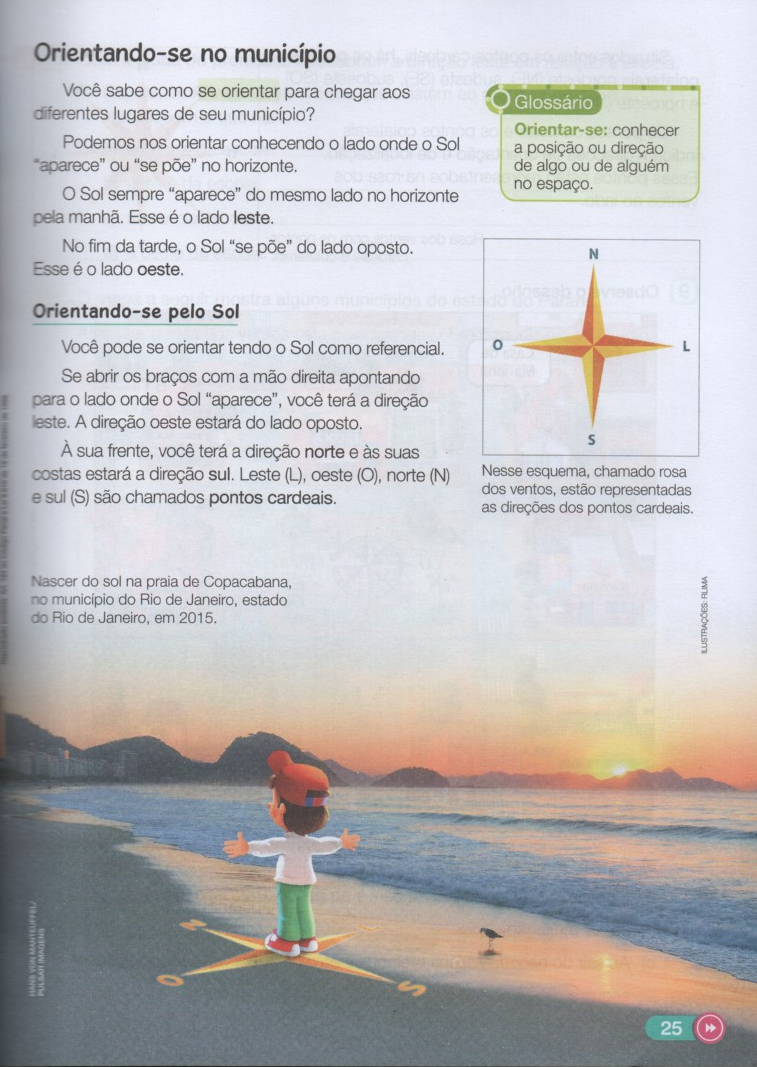 Orientando-se no município
Você sabe como se orientar para chegar aos
diferentes lugares de seu município?
Podemos nos orientar conhecendo o lado onde o Sol
“aparece” ou “se põe” no horizonte.
O Sol sempre “aparece” do mesmo lado no horizonte
pela manhã. Esse é o lado leste.
No fim da tarde, o Sol “se põe” do lado oposto.
Esse é o lado oeste.
Glossário
Orientar-se: conhecer
a posição ou direção
de algo ou de alguém
no espaço.
Orientando-se pelo Sol
Você pode se orientar tendo o Sol como referencial.
Se abrir os braços com a mão direita apontando
para o lado onde o Sol “aparece”, você terá a direção
leste. A direção oeste estará do lado oposto.
À sua frente, você terá a direção norte e às suas
costas estará a direção sul. Leste (L), oeste (O), norte (N)
e sul (S) são chamados pontos cardeais.
N
O
L
S
Nesse esquema, chamado rosa
dos ventos, estão representadas
as direções dos pontos cardeais.
Nascer do sol na praia de Copacabana,
no município do Rio de Janeiro, estado
do Rio de Janeiro, em 2015.
ILUSTRAÇÕES: RLIMA
N
L
O
S
HANS VON MANTEUFFEL/
PULSAR IMAGENS
25